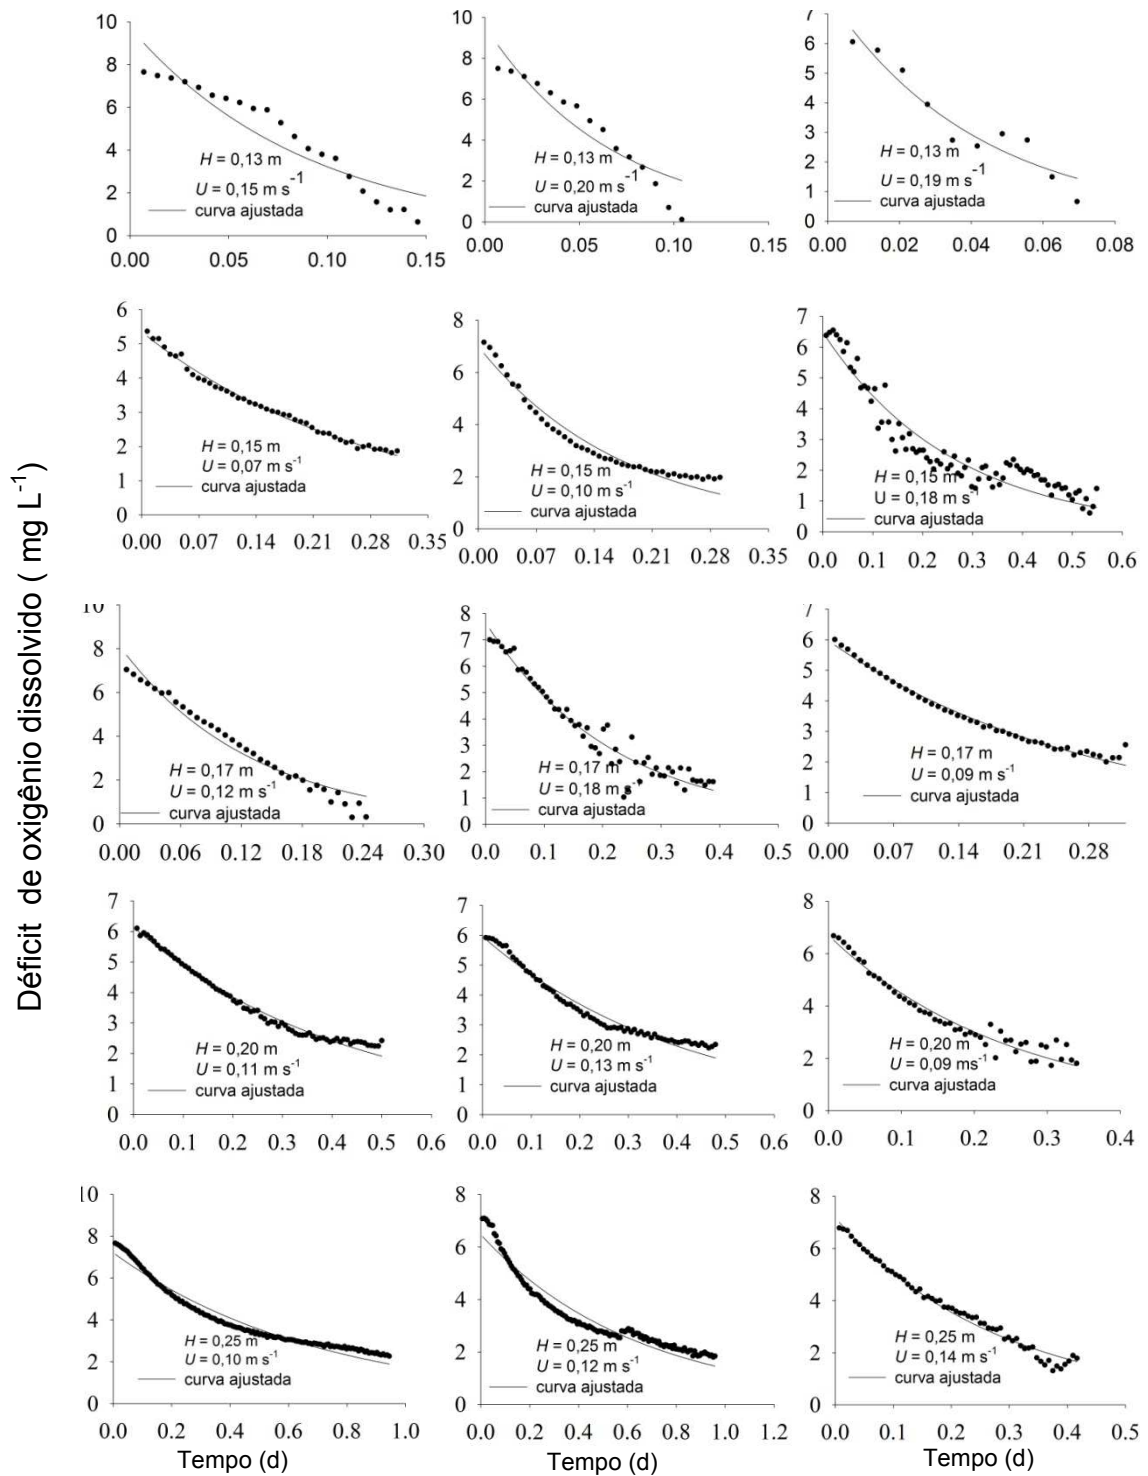 Déficit de oxigênio dissolvido ( mg L-1)
10
8
6
4
2
0
H = 0,13 m
U = 0,15 m s-1
curva ajustada
0.00 0.05 0.10 0.15
10
8
6
4
2
0
H = 0,13 m
U = 0,20 m s-1
curva ajustada
0.00 0.05 0.10 0.15
7
6
5
4
3
2
1
0
H = 0,13 m
U = 0,19 m s-1
curva ajustada
0.00 0.02 0.04 0.06 0.08
6
5
4
3
2
1
0
H = 0,15 m
U = 0,07 m s-1
curva ajustada
0.00 0.07 0.14 0.21 0.28 0.35
8
6
4
2
0
H = 0,15 m
U = 0,10 m s-1
curva ajustada
0.00 0.07 0.14 0.21 0.28 0.35
7
6
5
4
3
2
1
0
H = 0,15 m
U = 0,18 m s-1
curva ajustada
0.0 0.1 0.2 0.3 0.4 0.5 0.6
10
8
6
4
2
0
H = 0,17 m
U = 0,12 m s-1
curva ajustada
0.00 0.06 0.12 0.18 0.24 0.30
8
7
6
5
4
3
2
1
0
H = 0,17 m
U = 0,18 m s-1
curva ajustada
0.0 0.1 0.2 0.3 0.4 0.5
7
6
5
4
3
2
1
0
H = 0,17 m
U = 0,09 m s-1
curva ajustada
0.00 0.07 0.14 0.21 0.28
7
6
5
4
3
2
1
0
H = 0,20 m
U = 0,11 m s-1
curva ajustada
0.0 0.1 0.2 0.3 0.4 0.5 0.6
7
6
5
4
3
2
1
0
H = 0,20 m
U = 0,13 m s-1
curva ajustada
0.0 0.1 0.2 0.3 0.4 0.5 0.6
8
6
4
2
0
H = 0,20 m
U = 0,09 ms-1
curva ajustada
0.0 0.1 0.2 0.3 0.4
10
8
6
4
2
0
H = 0,25 m
U = 0,10 m s-1
curva ajustada
0.0 0.2 0.4 0.6 0.8 1.0
Tempo (d)
8
6
4
2
0
H = 0,25 m
U = 0,12 m s-1
curva ajustada
0.0 0.2 0.4 0.6 0.8 1.0 1.2
Tempo (d)
8
6
4
2
0
H = 0,25 m
U = 0,14 m s-1
curva ajustada
0.0 0.1 0.2 0.3 0.4 0.5
Tempo (d)